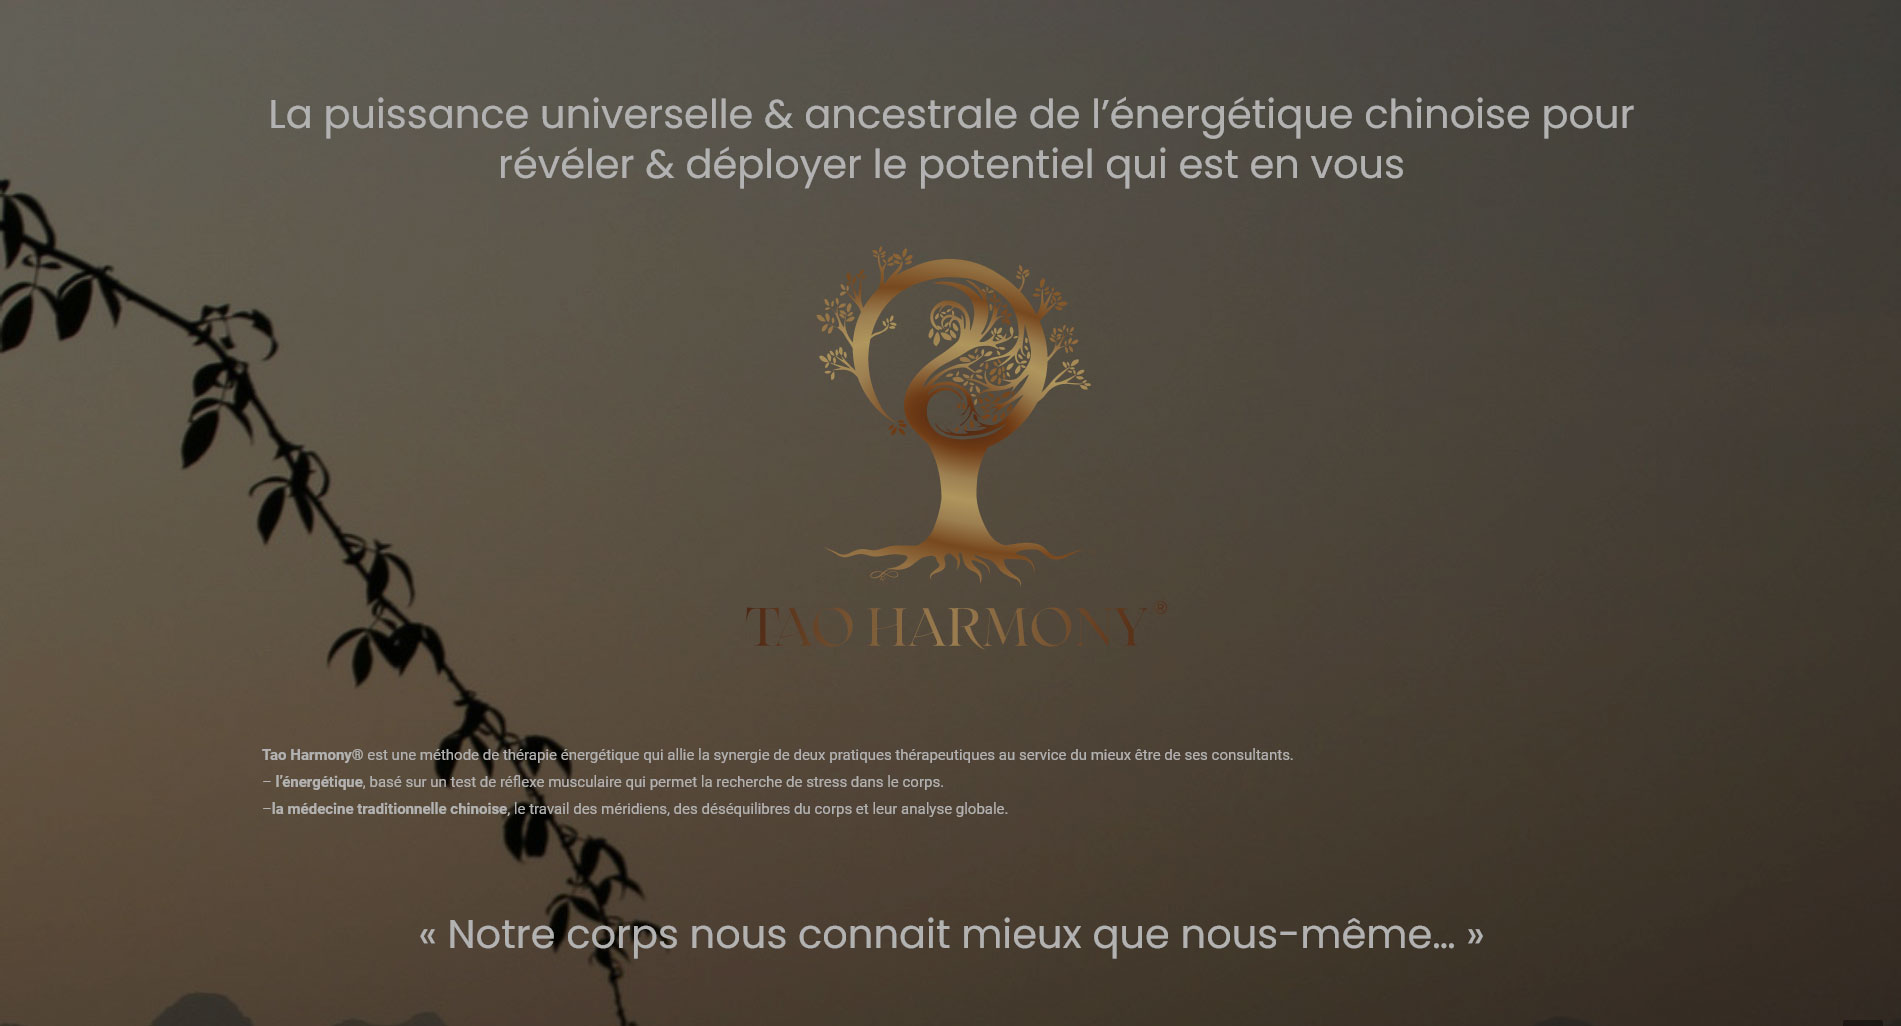 La puissance universelle & ancestrale de l’énergétique chinoise pour
révéler & déployer le potentiel qui est en vous
TAO HARMONY®
Tao Harmony® est une méthode de thérapie énergétique qui allie la synergie de deux pratiques thérapeutiques au service du mieux être de ses consultants.
– l’énergétique, basé sur un test de réflexe musculaire qui permet la recherche de stress dans le corps.
–la médecine traditionnelle chinoise, le travail des méridiens, des déséquilibres du corps et leur analyse globale.
« Notre corps nous connait mieux que nous-même… »